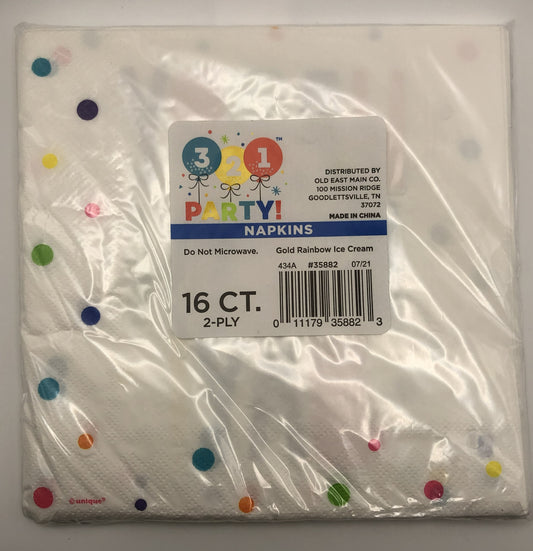 3 2 1 ™
PARTY!
DISTRIBUTED BY
OLD EAST MAIN CO.
100 MISSION RIDGE
GOODLETTSVILLE, TN
37072
MADE IN CHINA
NAPKINS
Do Not Microwave. Gold Rainbow Ice Cream
434A #35882 07/21
16 CT.
2-PLY
0 11179 35882 3
©unique®